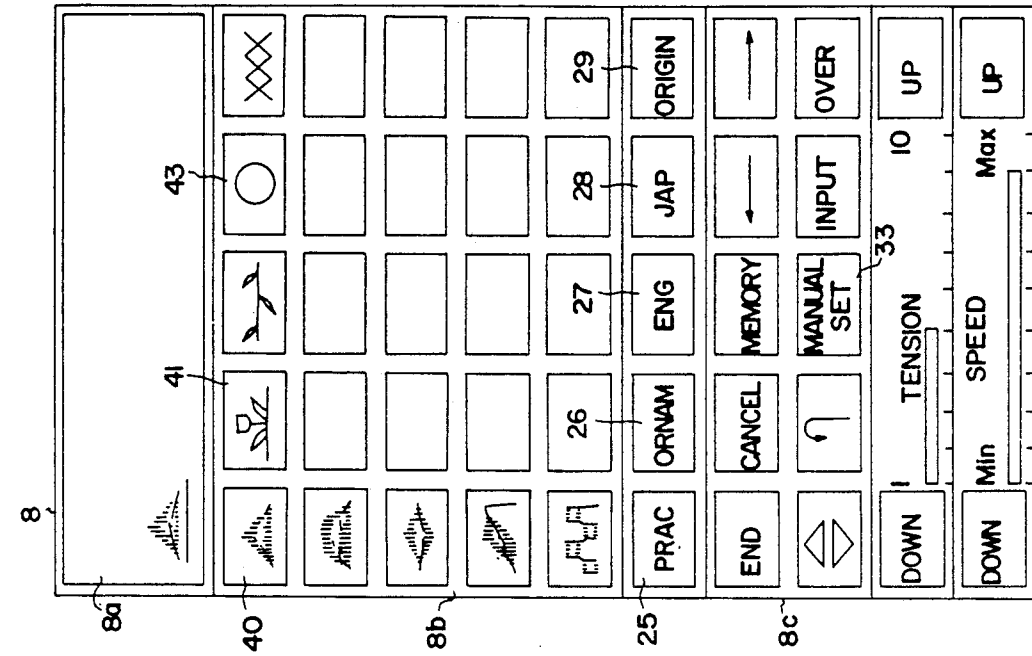 8
8a
40
41
43
8b
26
27
28
29
25
PRAC
ORNAM
ENG
JAP
ORIGIN
8c
END
CANCEL
MEMORY
MANUAL
SET
33
INPUT
OVER
DOWN
1
TENSION
10
UP
DOWN
Min
SPEED
Max
UP